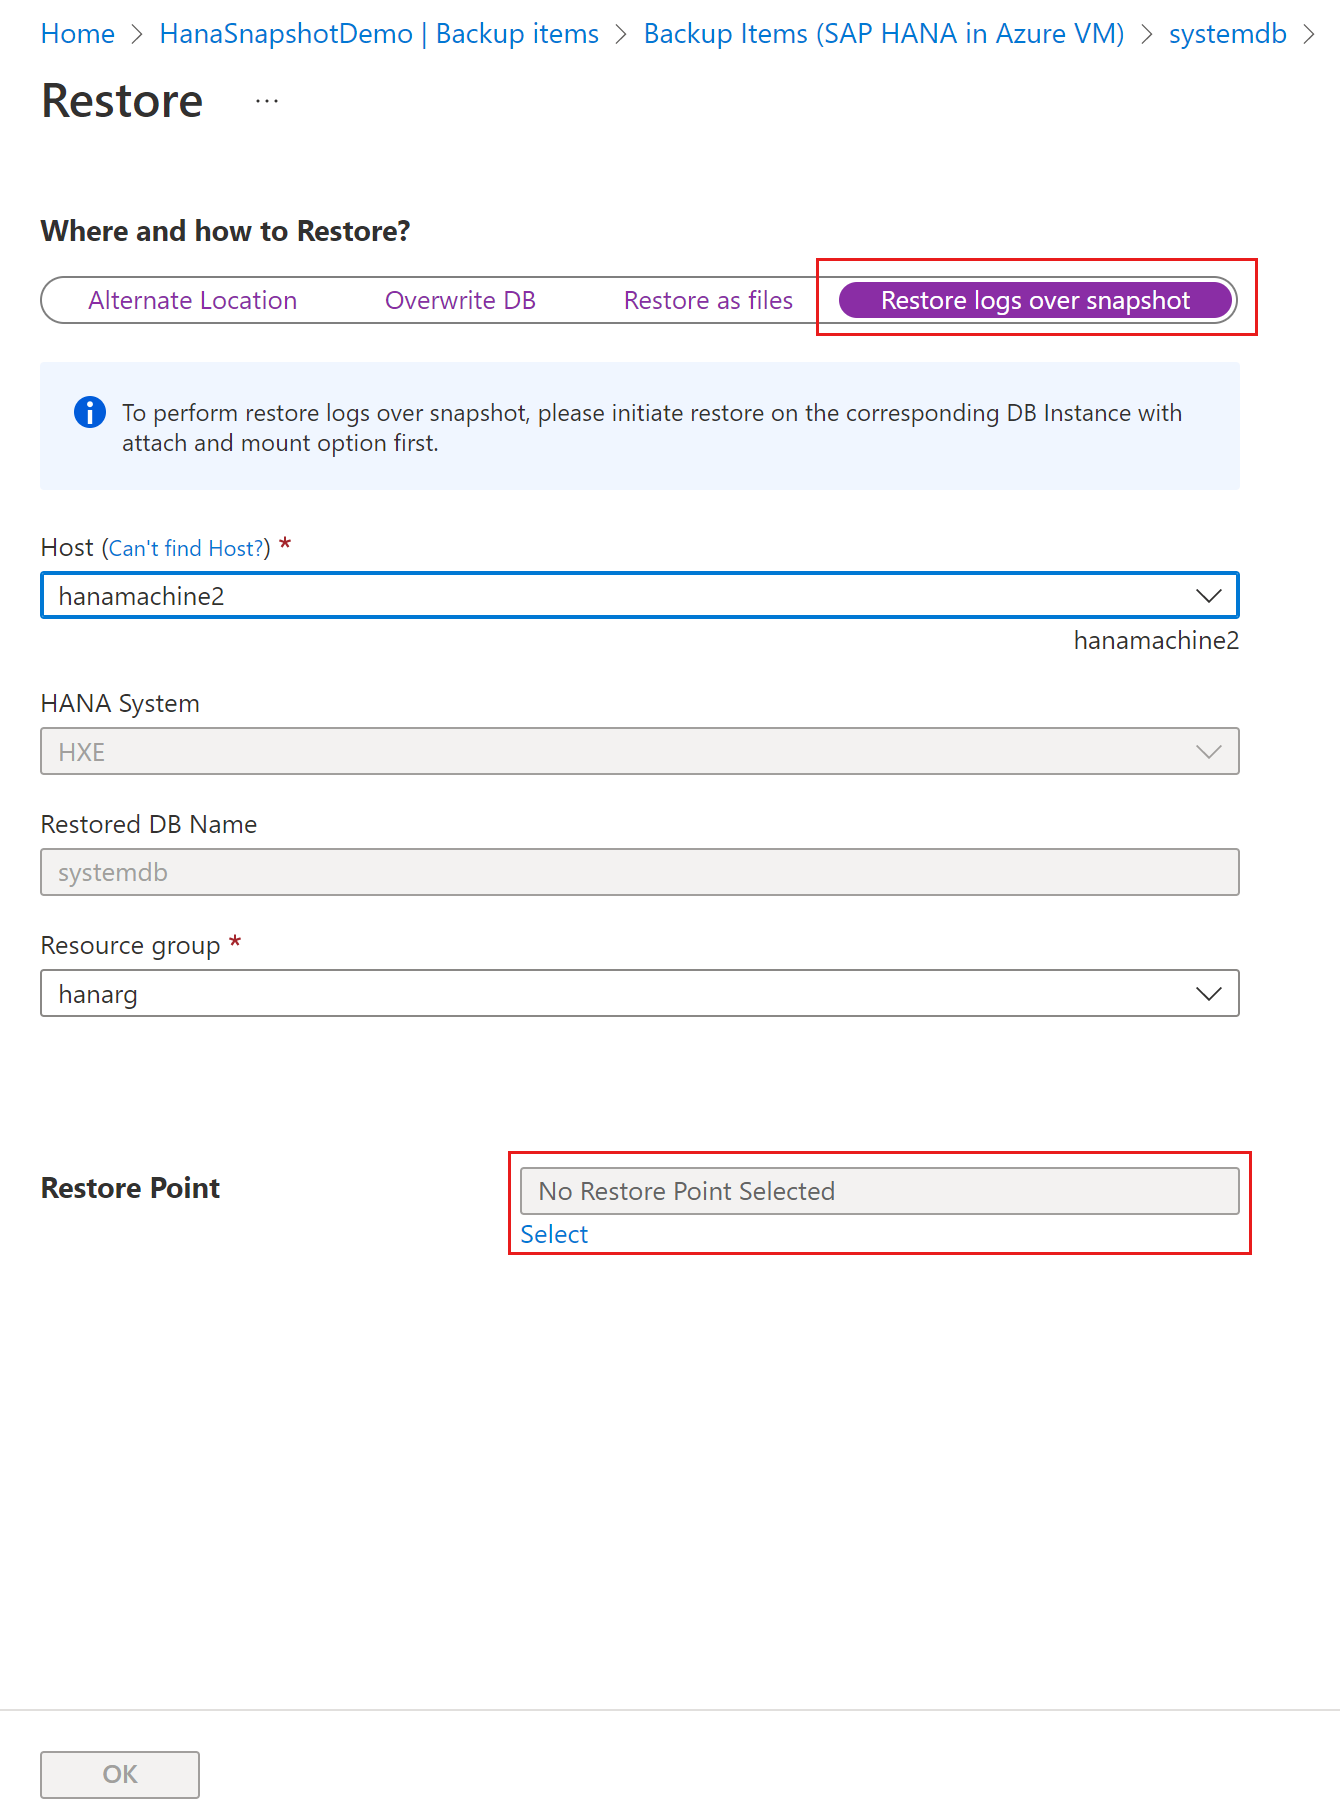 Home > HanaSnapshotDemo | Backup items > Backup Items (SAP HANA in Azure VM) > systemdb >
Restore ...
Where and how to Restore?
Alternate Location Overwrite DB Restore as files Restore logs over snapshot
To perform restore logs over snapshot, please initiate restore on the corresponding DB Instance with
attach and mount option first.
Host (Can't find Host?) *
hanamachine2
hanamachine2
HANA System
HXE
Restored DB Name
systemdb
Resource group *
hanarg
Restore Point
No Restore Point Selected
Select
OK